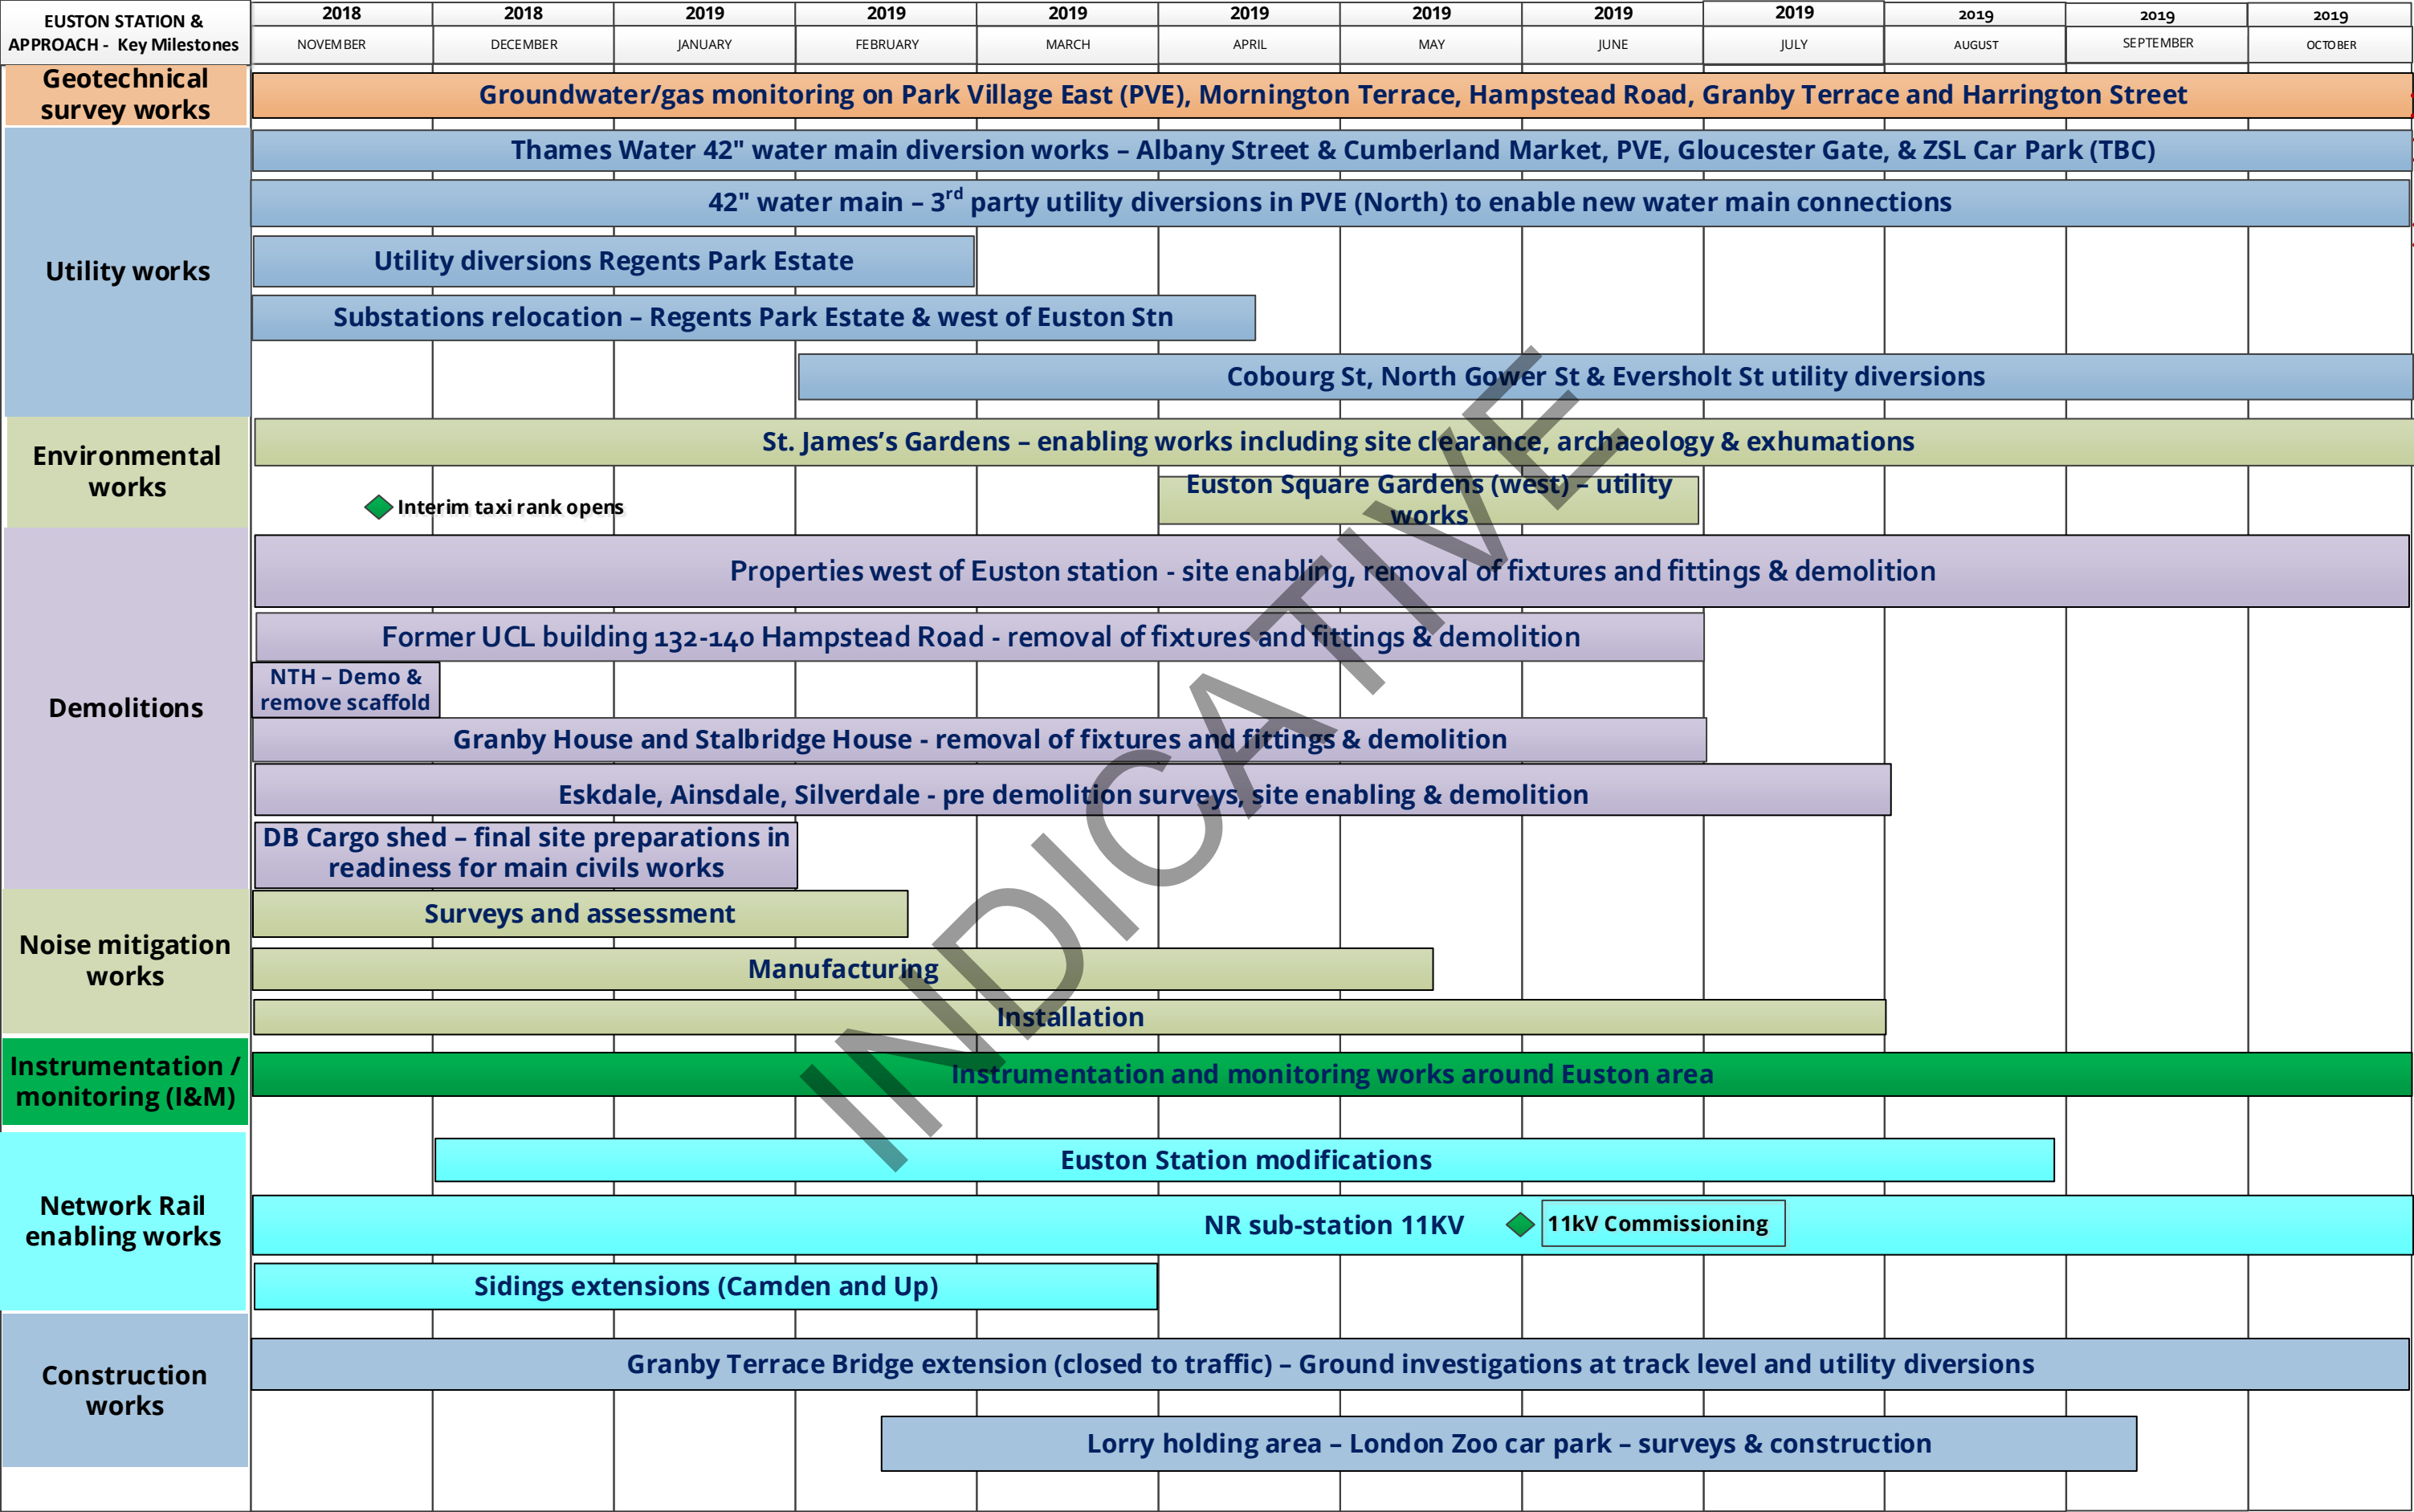 EUSTON STATION &
APPROACH - Key Milestones
2018 2018 2019 2019 2019 2019 2019 2019 2019 2019 2019 2019
NOVEMBER DECEMBER JANUARY FEBRUARY MARCH APRIL MAY JUNE JULY AUGUST SEPTEMBER OCTOBER
Geotechnical
survey works
Groundwater/gas monitoring on Park Village East (PVE), Mornington Terrace, Hampstead Road, Granby Terrace and Harrington Street
Utility works
Thames Water 42" water main diversion works – Albany Street & Cumberland Market, PVE, Gloucester Gate, & ZSL Car Park (TBC)
42" water main – 3rd party utility diversions in PVE (North) to enable new water main connections
Utility diversions Regents Park Estate
Substations relocation – Regents Park Estate & west of Euston Stn
Cobourg St, North Gower St & Eversholt St utility diversions
Environmental
works
St. James’s Gardens – enabling works including site clearance, archaeology & exhumations
Interim taxi rank opens
Euston Square Gardens (west) – utility
works
Demolitions
Properties west of Euston station - site enabling, removal of fixtures and fittings & demolition
Former UCL building 132-140 Hampstead Road - removal of fixtures and fittings & demolition
NTH – Demo &
remove scaffold
Granby House and Stalbridge House - removal of fixtures and fittings & demolition
Eskdale, Ainsdale, Silverdale - pre demolition surveys, site enabling & demolition
DB Cargo shed – final site preparations in
readiness for main civils works
Noise mitigation
works
Surveys and assessment
Manufacturing
Installation
Instrumentation /
monitoring (I&M)
Instrumentation and monitoring works around Euston area
Network Rail
enabling works
Euston Station modifications
NR sub-station 11KV
11kV Commissioning
Sidings extensions (Camden and Up)
Construction
works
Granby Terrace Bridge extension (closed to traffic) – Ground investigations at track level and utility diversions
Lorry holding area – London Zoo car park – surveys & construction
INDICATIVE